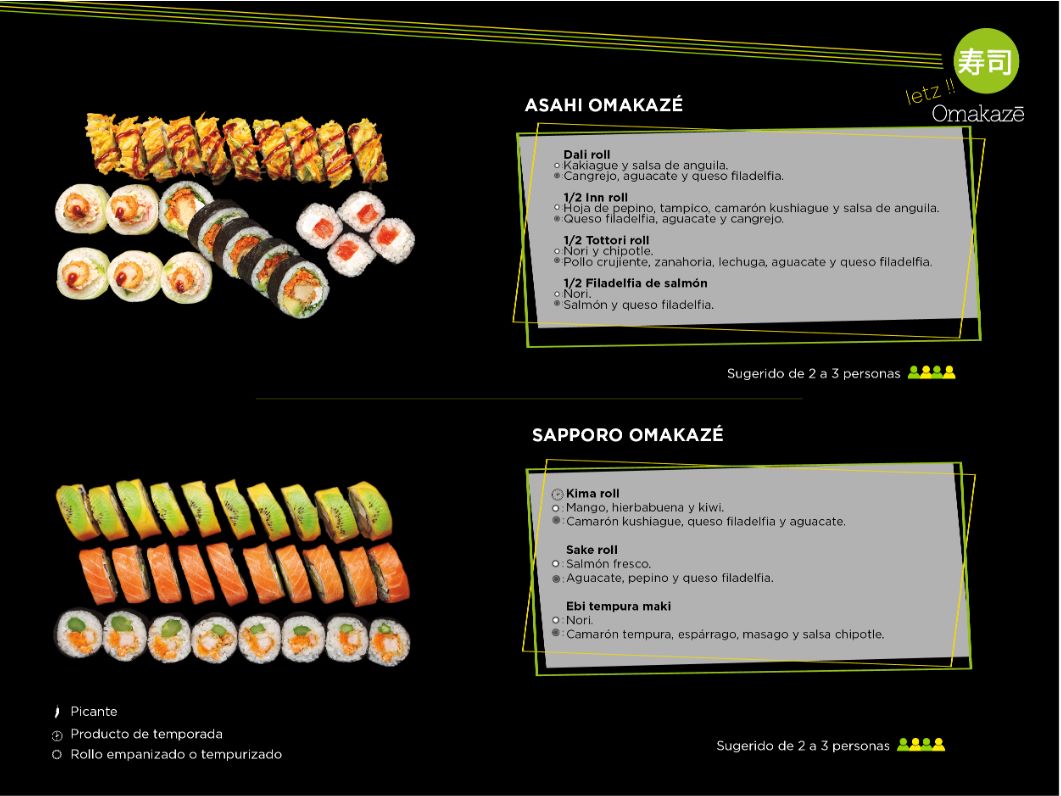 寿司
letz !!
Omakazē
ASAHI OMAKAZÉ
Dali roll
Kakiague y salsa de anguila.
Cangrejo, aguacate y queso filadelfia.
1/2 Inn roll
Hoja de pepino, tampico, camarón kushiague y salsa de anguila.
Queso filadelfia, aguacate y cangrejo.
1/2 Tottori roll
Nori y chipotle.
Pollo crujiente, zanahoria, lechuga, aguacate y queso filadelfia.
1/2 Filadelfia de salmón
Nori.
Salmón y queso filadelfia.
Sugerido de 2 a 3 personas
SAPPORO OMAKAZÉ
Kima roll
: Mango, hierbabuena y kiwi.
: Camarón kushiague, queso filadelfia y aguacate.
Sake roll
: Salmón fresco.
: Aguacate, pepino y queso filadelfia.
Ebi tempura maki
: Nori.
: Camarón tempura, espárrago, masago y salsa chipotle.
Picante
Producto de temporada
Rollo empanizado o tempurizado
Sugerido de 2 a 3 personas